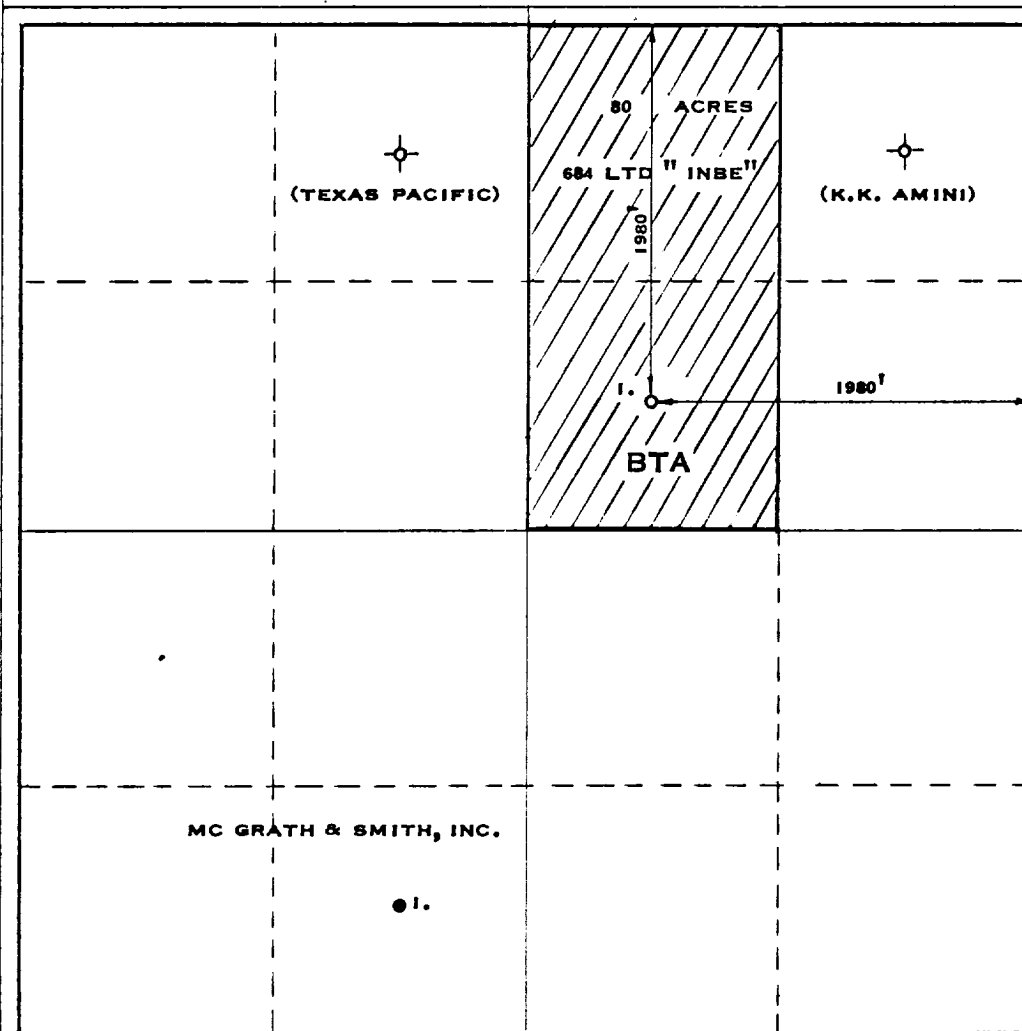 80 ACRES
684 LTD " INBE"
(TEXAS PACIFIC)
(K.K. AMINI)
1980'
1.
1980'
BTA
MC GRATH & SMITH, INC.
1.